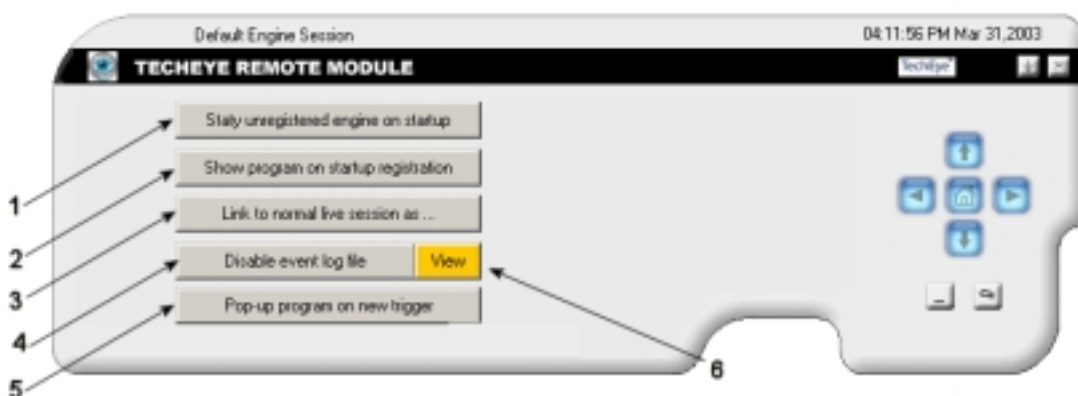 Default Engine Session
04:11:56 PM Mar 31,2003
TECHEYE REMOTE MODULE
TechEye
Staty unregistered engine on startup
1
Show program on startup registration
2
Link to normal live session as ...
3
Disable event log file
View
4
Pop-up program on new trigger
5
6